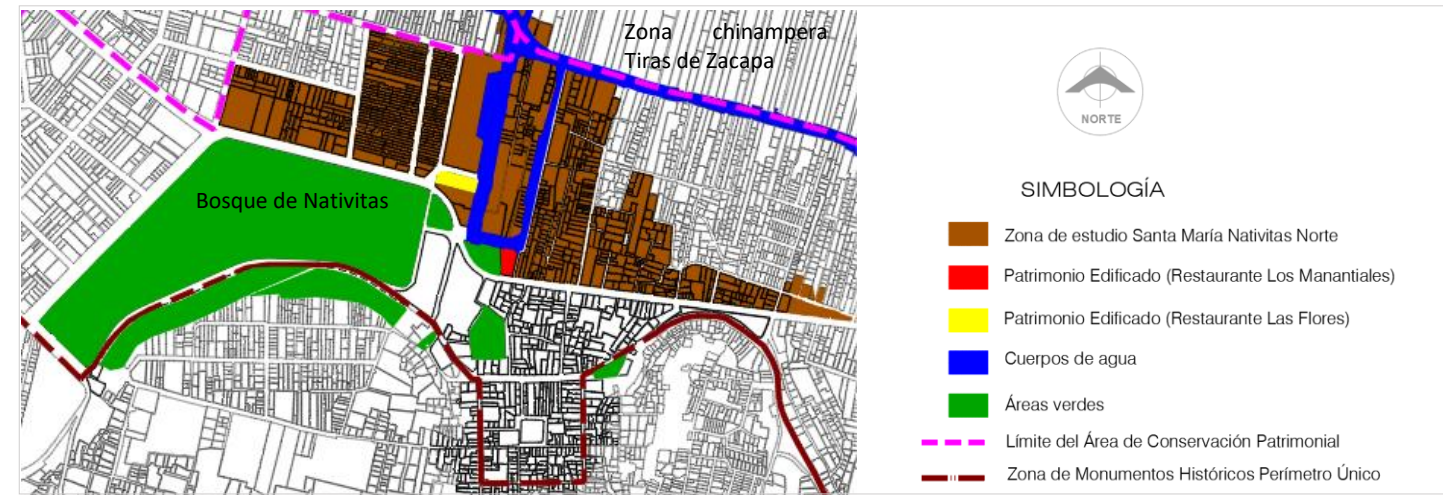 Zona chinampera
Tiras de Zacapa
Bosque de Nativitas
NORTE
SIMBOLOGÍA
Zona de estudio Santa María Nativitas Norte
Patrimonio Edificado (Restaurante Los Manantiales)
Patrimonio Edificado (Restaurante Las Flores)
Cuerpos de agua
Áreas verdes
Límite del Área de Conservación Patrimonial
Zona de Monumentos Históricos Perímetro Único